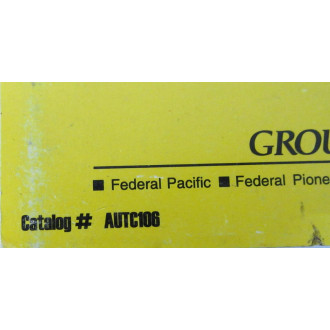 GROU
■ Federal Pacific ■ Federal Pione
Catalog # AUTC106